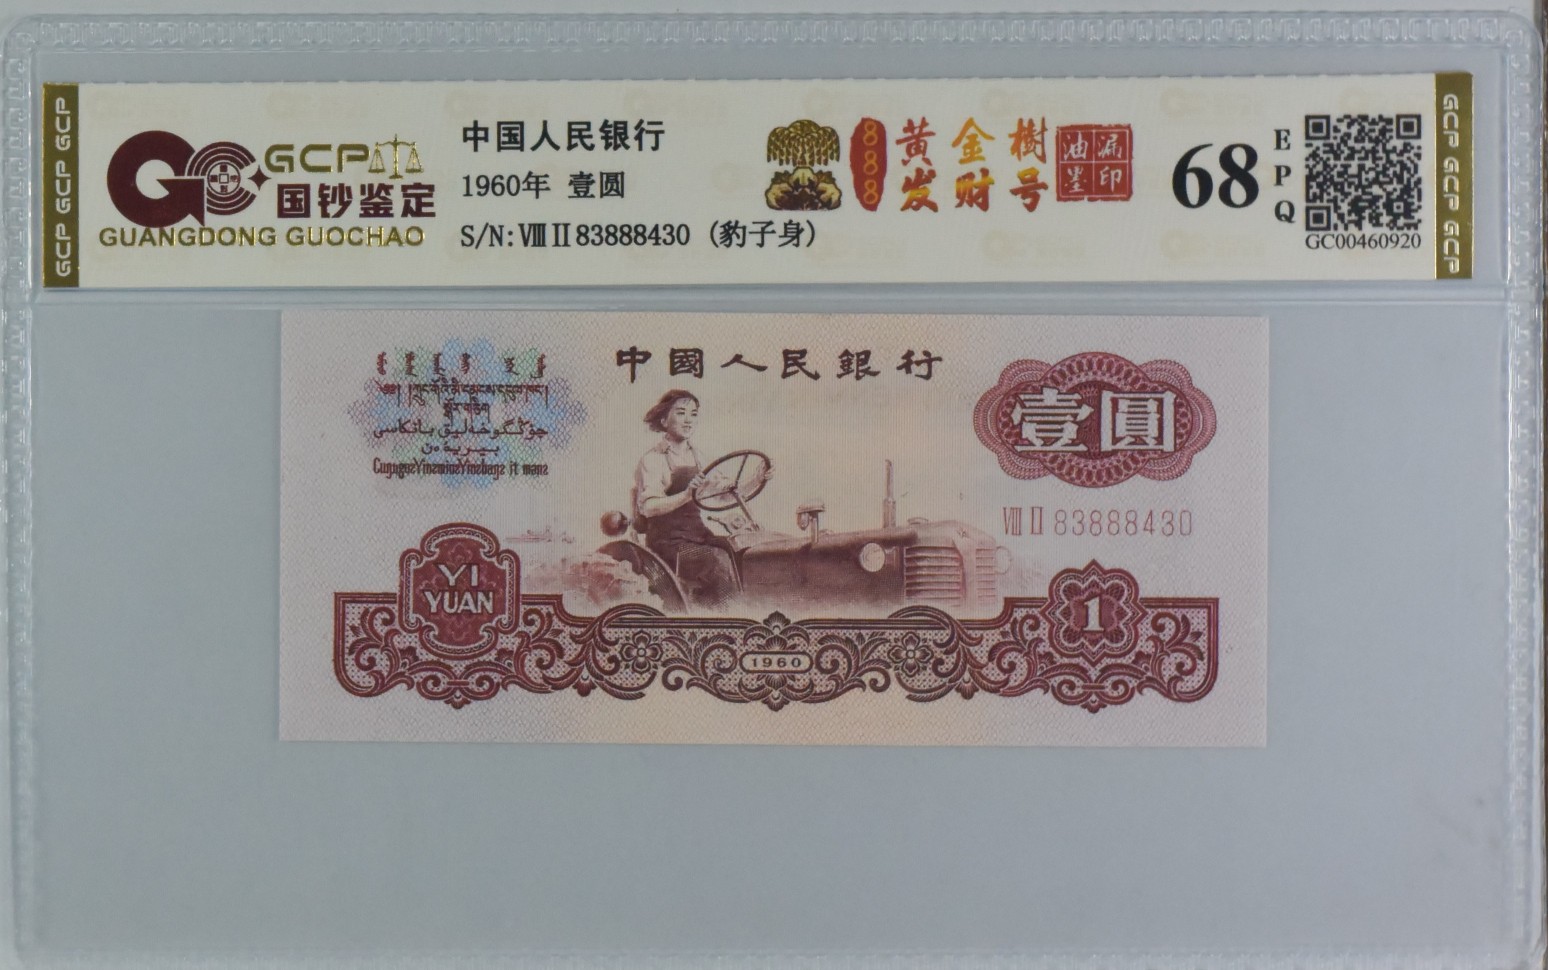 GCP GCP GCP
GCP
国钞鉴定
GUANGDONG GUOCHAO
中国人民银行
1960年 壹圆
S/N:Ⅷ Ⅱ 83888430 (豹子身)
888
黄金樹
发财号
油漏
墨印
68
EPQ
GC00460920
GCP GCP GCP
中國人民銀行
壹圓
Ⅷ Ⅱ 83888430
YI
YUAN
1
1960